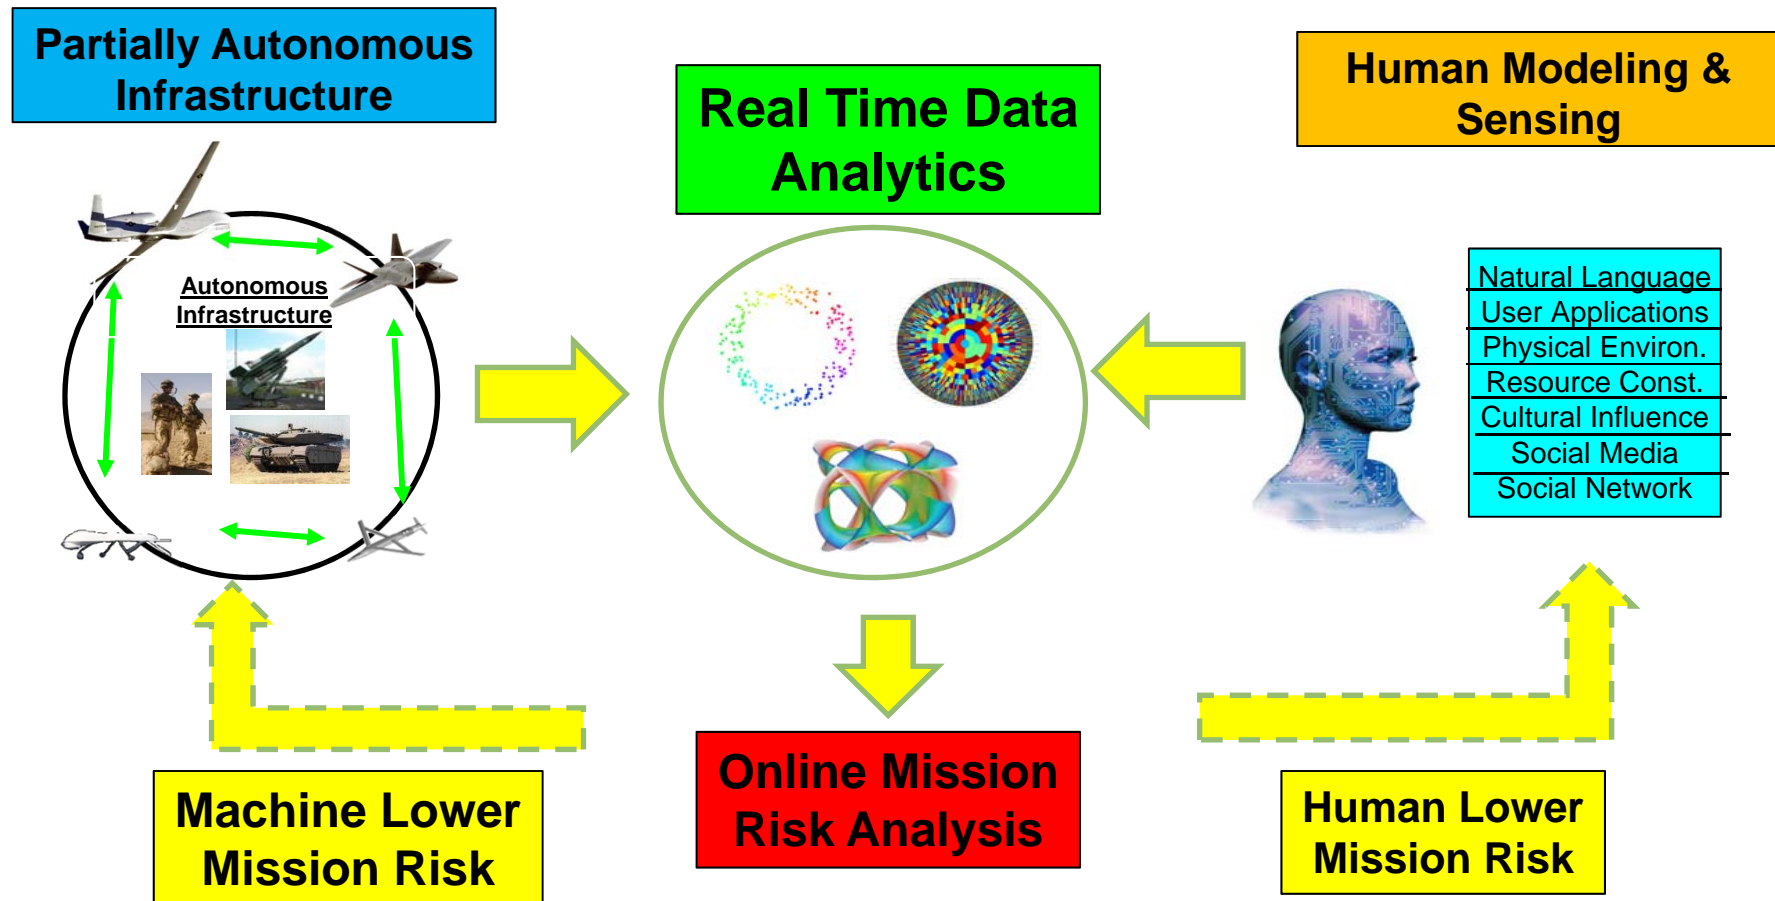 Partially Autonomous
Infrastructure
Real Time Data
Analytics
Human Modeling &
Sensing
Autonomous
Infrastructure
Natural Language
User Applications
Physical Environ.
Resource Const.
Cultural Influence
Social Media
Social Network
Machine Lower
Mission Risk
Online Mission
Risk Analysis
Human Lower
Mission Risk